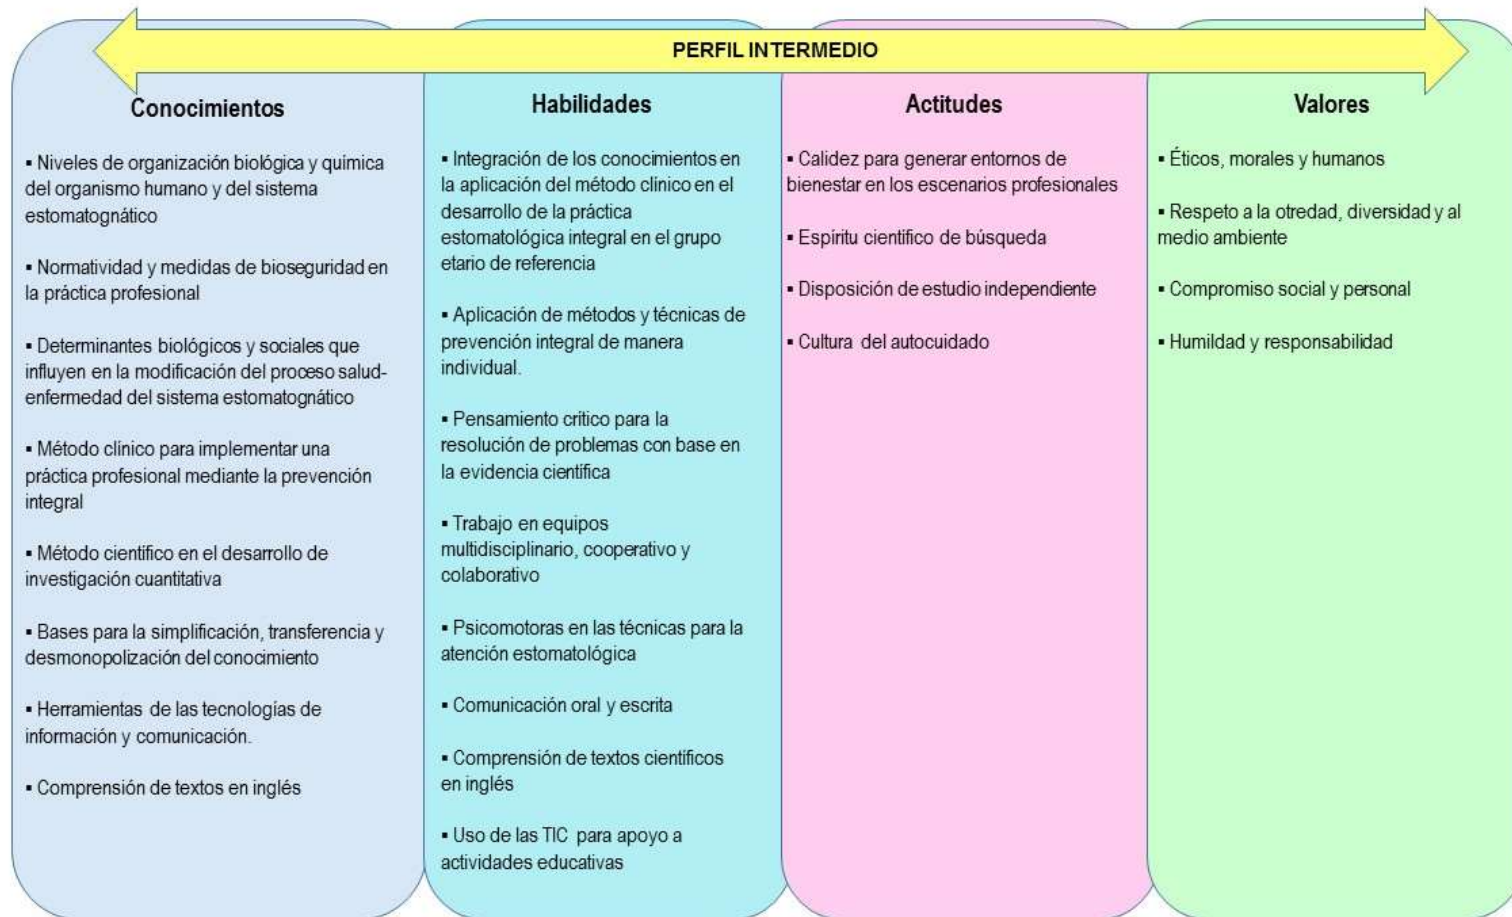 PERFIL INTERMEDIO
Conocimientos
▪ Niveles de organización biológica y química
del organismo humano y del sistema
estomatognático
▪ Normatividad y medidas de bioseguridad en
la práctica profesional
▪ Determinantes biológicos y sociales que
influyen en la modificación del proceso salud-
enfermedad del sistema estomatognático
▪ Método clínico para implementar una
práctica profesional mediante la prevención
integral
▪ Método científico en el desarrollo de
investigación cuantitativa
▪ Bases para la simplificación, transferencia y
desmonopolización del conocimiento
▪ Herramientas de las tecnologías de
información y comunicación.
▪ Comprensión de textos en inglés
Habilidades
▪ Integración de los conocimientos en
la aplicación del método clínico en el
desarrollo de la práctica
estomatológica integral en el grupo
etario de referencia
▪ Aplicación de métodos y técnicas de
prevención integral de manera
individual.
▪ Pensamiento crítico para la
resolución de problemas con base en
la evidencia científica
▪ Trabajo en equipos
multidisciplinario, cooperativo y
colaborativo
▪ Psicomotoras en las técnicas para la
atención estomatológica
▪ Comunicación oral y escrita
▪ Comprensión de textos científicos
en inglés
▪ Uso de las TIC para apoyo a
actividades educativas
Actitudes
▪ Calidez para generar entornos de
bienestar en los escenarios profesionales
▪ Espíritu científico de búsqueda
▪ Disposición de estudio independiente
▪ Cultura del autocuidado
Valores
▪ Éticos, morales y humanos
▪ Respeto a la otredad, diversidad y al
medio ambiente
▪ Compromiso social y personal
▪ Humildad y responsabilidad